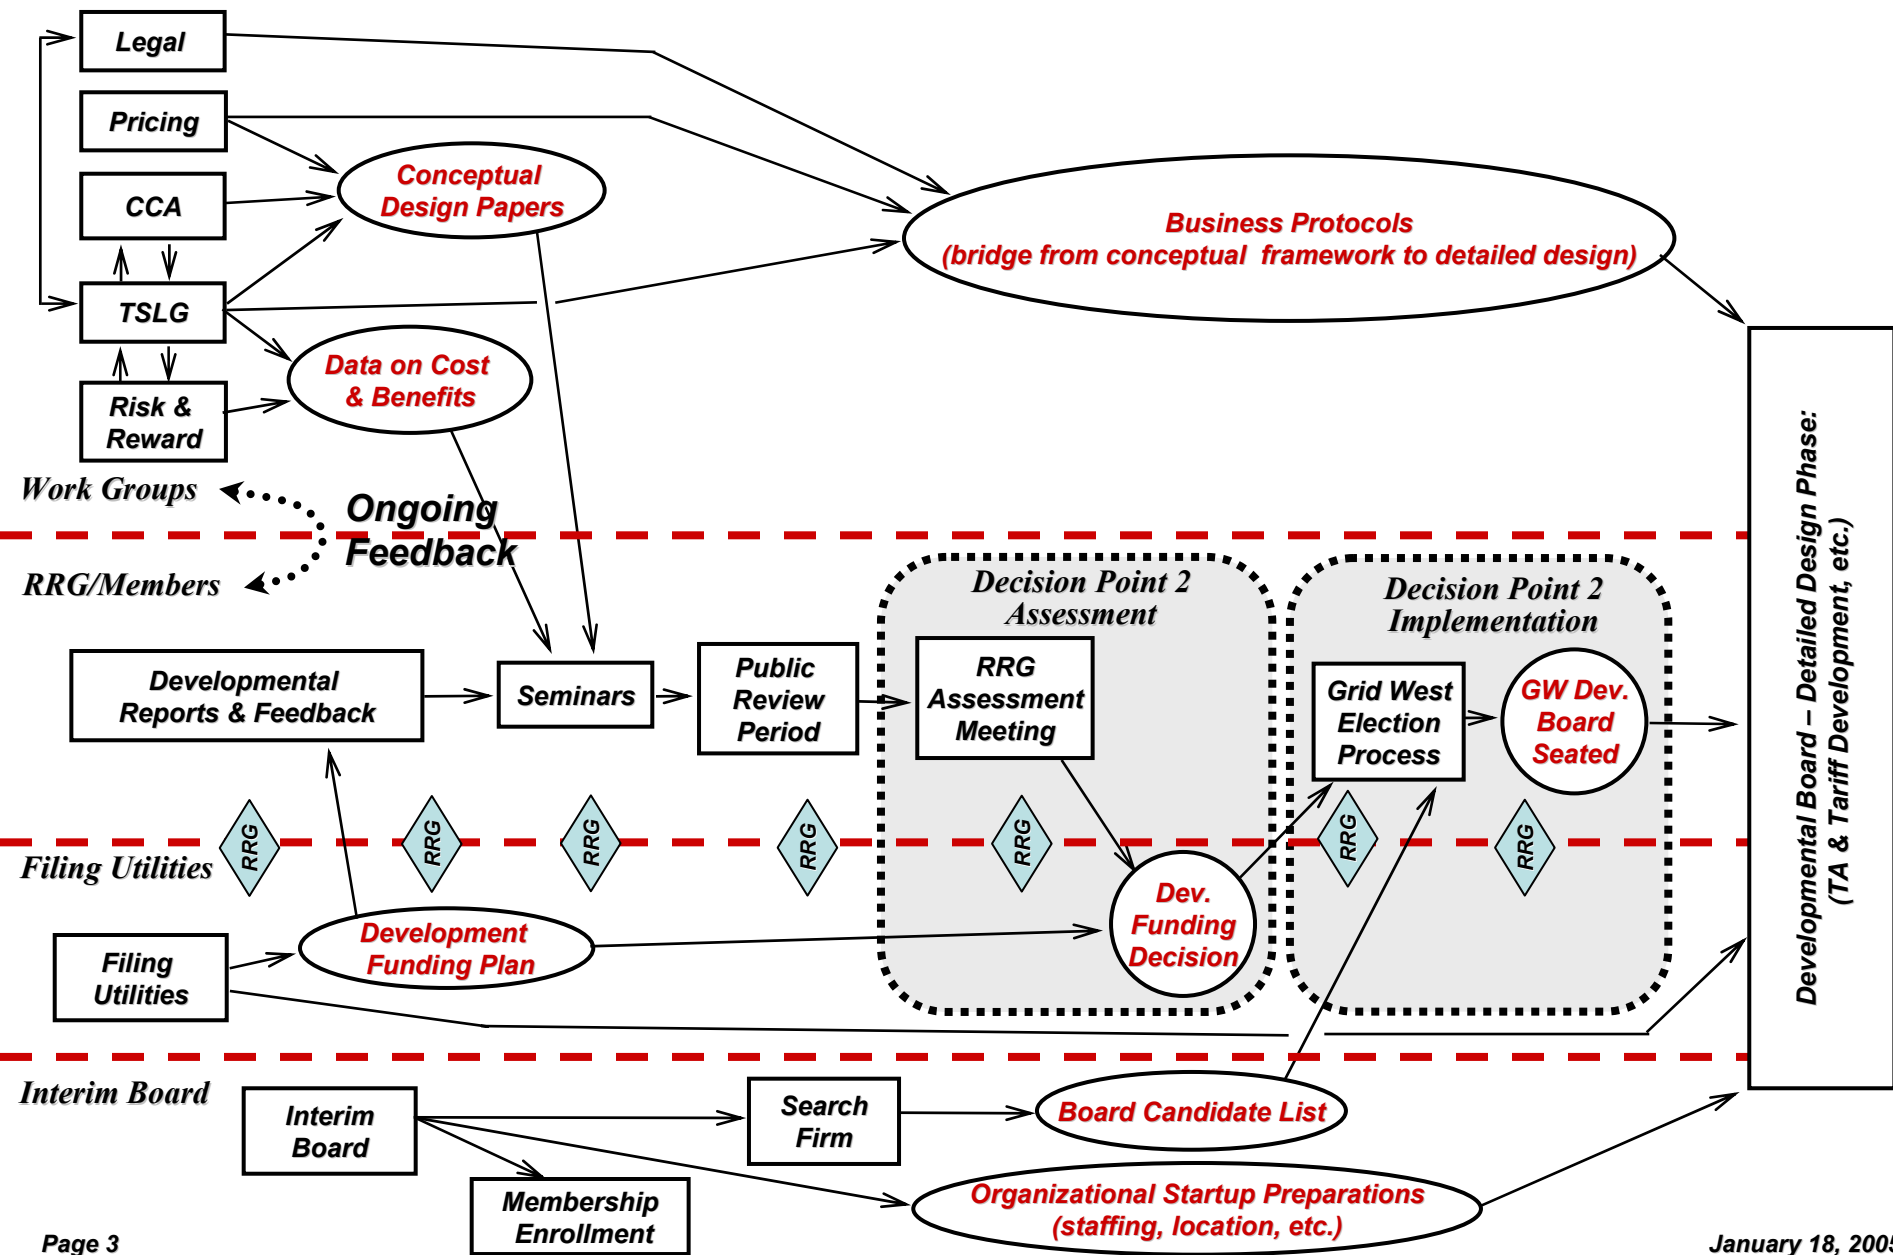 Legal
Pricing
CCA
TSLG
Risk &
Reward
Conceptual
Design Papers
Data on Cost
& Benefits
Business Protocols
(bridge from conceptual framework to detailed design)
Work Groups
Ongoing
Feedback
RRG/Members
Developmental
Reports & Feedback
Seminars
Public
Review
Period
Decision Point 2
Assessment
RRG
Assessment
Meeting
Decision Point 2
Implementation
Grid West
Election
Process
GW Dev.
Board
Seated
Developmental Board – Detailed Design Phase:
(TA & Tariff Development, etc.)
RRG
RRG
RRG
RRG
RRG
RRG
RRG
Filing Utilities
Filing
Utilities
Development
Funding Plan
Dev.
Funding
Decision
Interim Board
Interim
Board
Search
Firm
Board Candidate List
Membership
Enrollment
Organizational Startup Preparations
(staffing, location, etc.)
Page 3
January 18, 2005